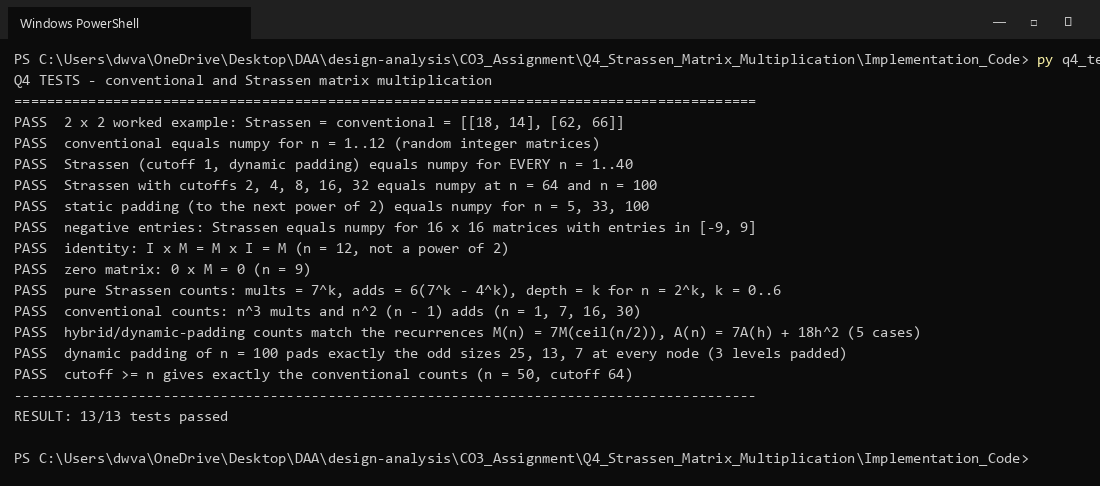 Windows PowerShell
PS C:\Users\dwva\OneDrive\Desktop\DAA\design-analysis\CO3_Assignment\Q4_Strassen_Matrix_Multiplication\Implementation_Code> py q4_te
Q4 TESTS - conventional and Strassen matrix multiplication
==========================================================================================
PASS  2 x 2 worked example: Strassen = conventional = [[18, 14], [62, 66]]
PASS  conventional equals numpy for n = 1..12 (random integer matrices)
PASS  Strassen (cutoff 1, dynamic padding) equals numpy for EVERY n = 1..40
PASS  Strassen with cutoffs 2, 4, 8, 16, 32 equals numpy at n = 64 and n = 100
PASS  static padding (to the next power of 2) equals numpy for n = 5, 33, 100
PASS  negative entries: Strassen equals numpy for 16 x 16 matrices with entries in [-9, 9]
PASS  identity: I x M = M x I = M (n = 12, not a power of 2)
PASS  zero matrix: 0 x M = 0 (n = 9)
PASS  pure Strassen counts: mults = 7^k, adds = 6(7^k - 4^k), depth = k for n = 2^k, k = 0..6
PASS  conventional counts: n^3 mults and n^2 (n - 1) adds (n = 1, 7, 16, 30)
PASS  hybrid/dynamic-padding counts match the recurrences M(n) = 7M(ceil(n/2)), A(n) = 7A(h) + 18h^2 (5 cases)
PASS  dynamic padding of n = 100 pads exactly the odd sizes 25, 13, 7 at every node (3 levels padded)
PASS  cutoff >= n gives exactly the conventional counts (n = 50, cutoff 64)
------------------------------------------------------------------------------------------
RESULT: 13/13 tests passed
PS C:\Users\dwva\OneDrive\Desktop\DAA\design-analysis\CO3_Assignment\Q4_Strassen_Matrix_Multiplication\Implementation_Code>